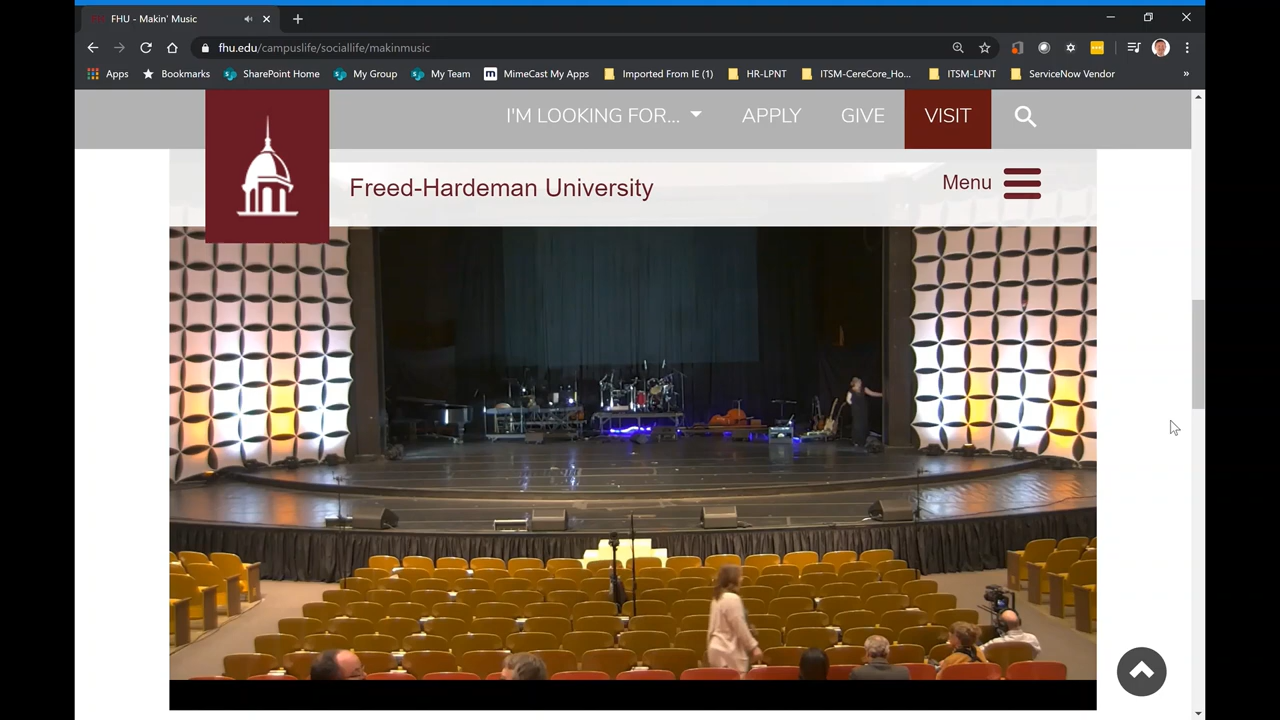 FHU - Makin' Music
fhu.edu/campuslife/sociallife/makinmusic
Apps Bookmarks SharePoint Home My Group My Team MimeCast My Apps Imported From IE (1) HR-LPNT ITSM-CereCore_Ho... ITSM-LPNT ServiceNow Vendor »
I'M LOOKING FOR... APPLY GIVE VISIT
Freed-Hardeman University
Menu